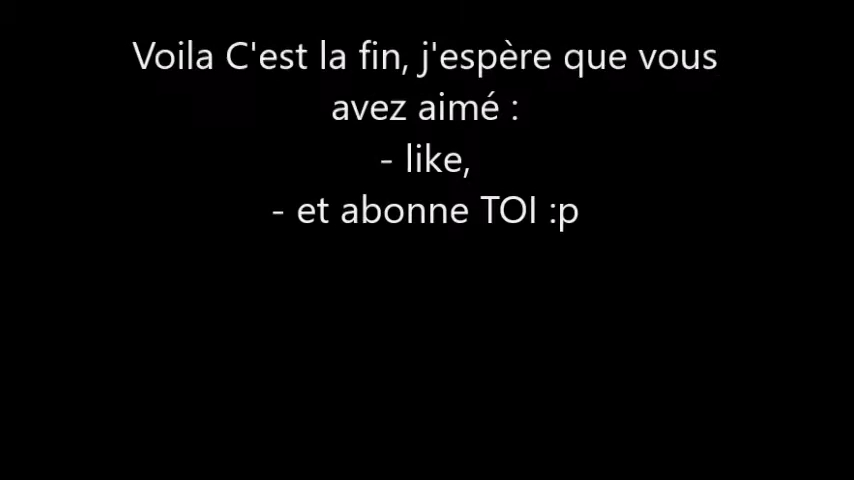 Voila C'est la fin, j'espère que vous
avez aimé :
- like,
- et abonne TOI :p